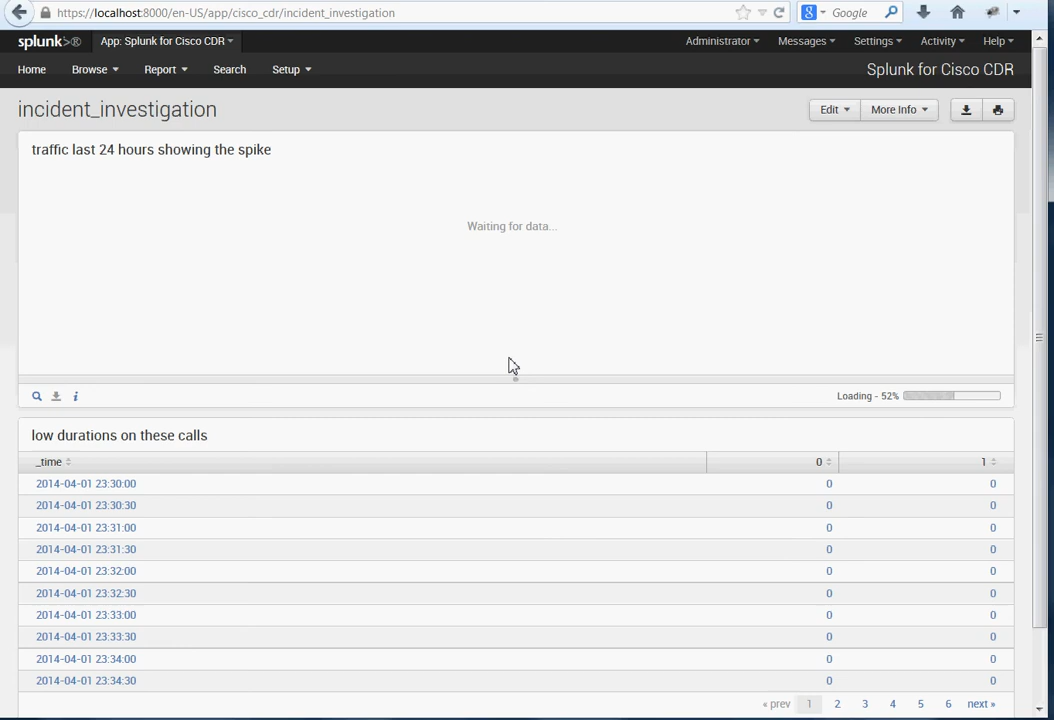 https://localhost:8000/en-US/app/cisco_cdr/incident_investigation
Google
splunk>® App: Splunk for Cisco CDR
Administrator Messages Settings Activity Help
Home Browse Report Search Setup
Splunk for Cisco CDR
incident_investigation
Edit More Info
traffic last 24 hours showing the spike
Waiting for data...
Loading - 52%
low durations on these calls
_time 0 1
2014-04-01 23:30:00 0 0
2014-04-01 23:30:30 0 0
2014-04-01 23:31:00 0 0
2014-04-01 23:31:30 0 0
2014-04-01 23:32:00 0 0
2014-04-01 23:32:30 0 0
2014-04-01 23:33:00 0 0
2014-04-01 23:33:30 0 0
2014-04-01 23:34:00 0 0
2014-04-01 23:34:30 0 0
« prev 1 2 3 4 5 6 next »